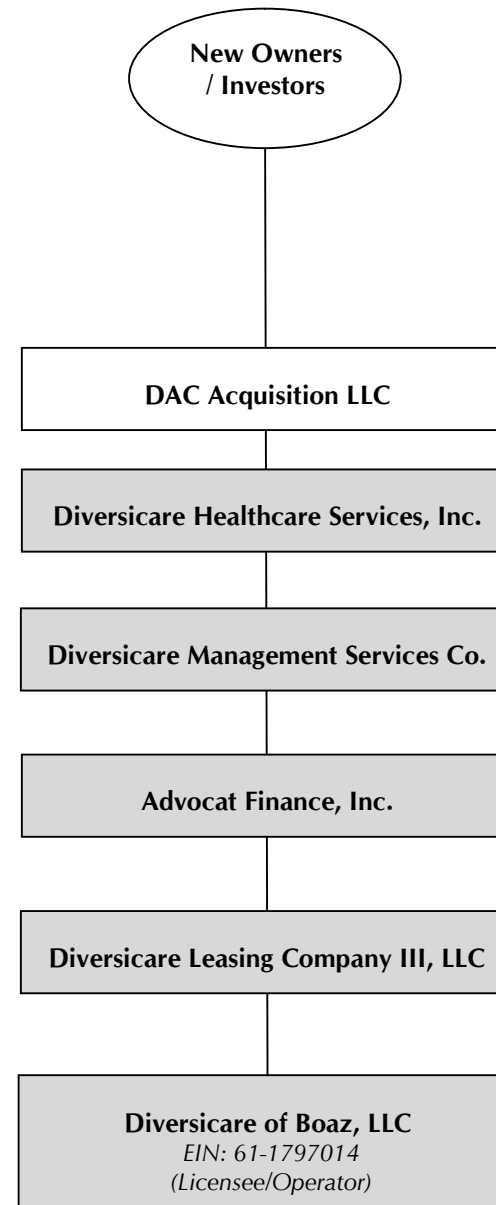 New Owners
/ Investors
DAC Acquisition LLC
Diversicare Healthcare Services, Inc.
Diversicare Management Services Co.
Advocat Finance, Inc.
Diversicare Leasing Company III, LLC
Diversicare of Boaz, LLC
EIN: 61-1797014
(Licensee/Operator)